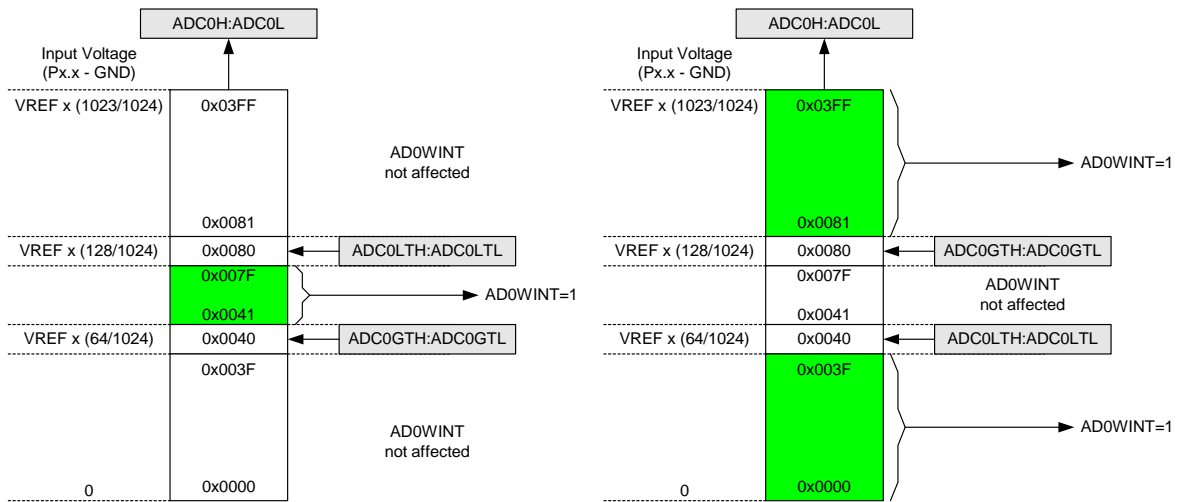 ADC0H:ADC0L
Input Voltage
(Px.x - GND)
VREF x (1023/1024)
0x03FF
AD0WINT
not affected
0x0081
VREF x (128/1024)
0x0080
ADC0LTH:ADC0LTL
0x007F
AD0WINT=1
0x0041
VREF x (64/1024)
0x0040
ADC0GTH:ADC0GTL
0x003F
AD0WINT
not affected
0
0x0000
ADC0H:ADC0L
Input Voltage
(Px.x - GND)
VREF x (1023/1024)
0x03FF
AD0WINT=1
0x0081
VREF x (128/1024)
0x0080
ADC0GTH:ADC0GTL
0x007F
AD0WINT
not affected
0x0041
VREF x (64/1024)
0x0040
ADC0LTH:ADC0LTL
0x003F
AD0WINT=1
0
0x0000